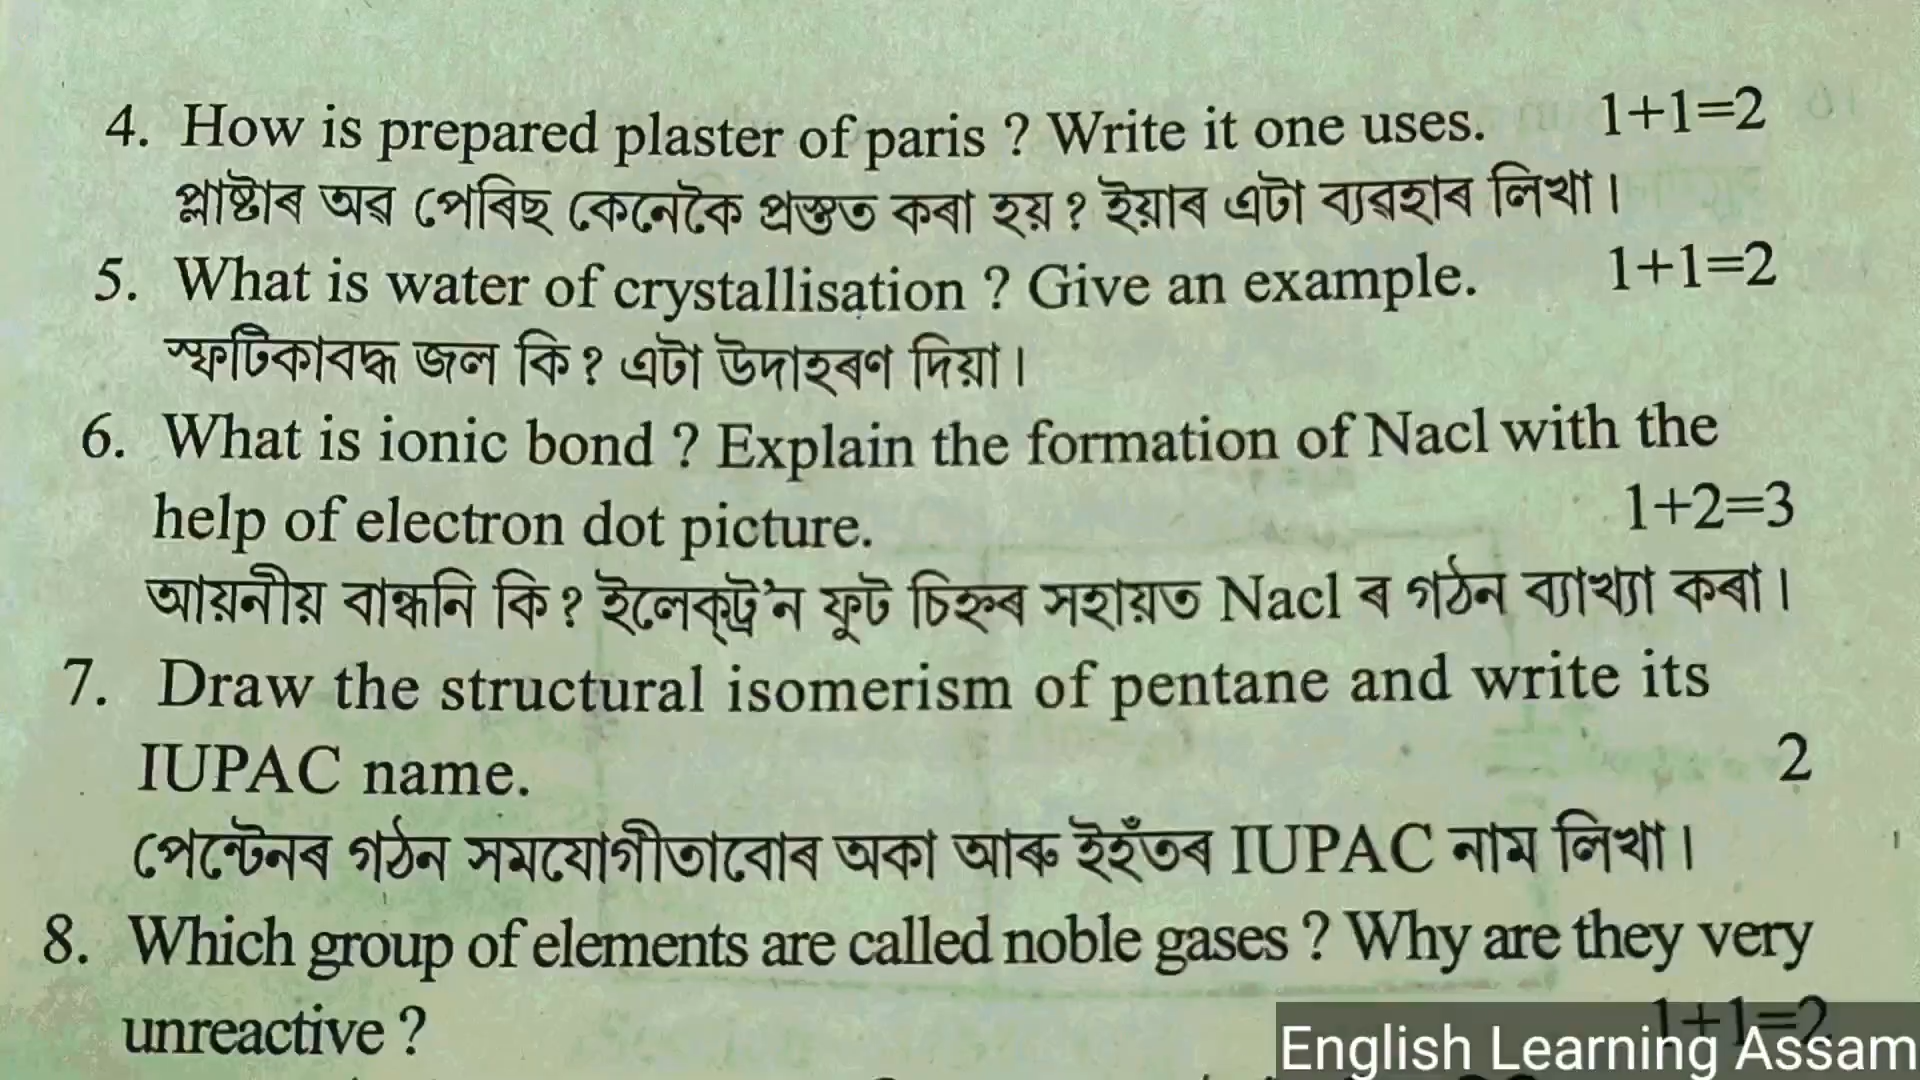 4. How is prepared plaster of paris ? Write it one uses. 1+1=2
প্লাষ্টাৰ অৱ পেৰিছ কেনেকৈ প্ৰস্তুত কৰা হয় ? ইয়াৰ এটা ব্যৱহাৰ লিখা।
5. What is water of crystallisation ? Give an example. 1+1=2
স্ফটিকাবদ্ধ জল কি ? এটা উদাহৰণ দিয়া।
6. What is ionic bond ? Explain the formation of Nacl with the
help of electron dot picture. 1+2=3
আয়নীয় বান্ধনি কি ? ইলেক্ট্ৰ'ন ফুট চিহ্নৰ সহায়ত Nacl ৰ গঠন ব্যাখ্যা কৰা।
7. Draw the structural isomerism of pentane and write its
IUPAC name. 2
পেন্টেনৰ গঠন সমযোগীতাবোৰ অকা আৰু ইহঁতৰ IUPAC নাম লিখা।
8. Which group of elements are called noble gases ? Why are they very
unreactive ? 1+1=2
English Learning Assam